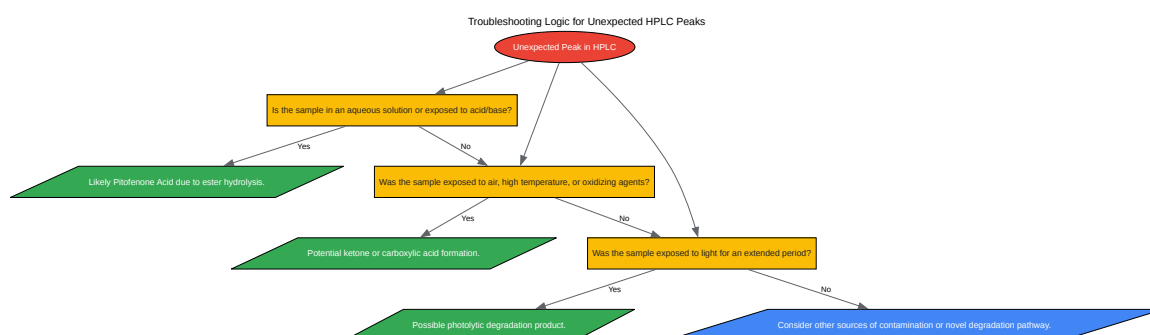 Troubleshooting Logic for Unexpected HPLC Peaks
Unexpected Peak in HPLC
Is the sample in an aqueous solution or exposed to acid/base?
Yes
No
Likely Pitofenone Acid due to ester hydrolysis.
Was the sample exposed to air, high temperature, or oxidizing agents?
Yes
No
Potential ketone or carboxylic acid formation.
Was the sample exposed to light for an extended period?
Yes
No
Possible photolytic degradation product.
Consider other sources of contamination or novel degradation pathway.